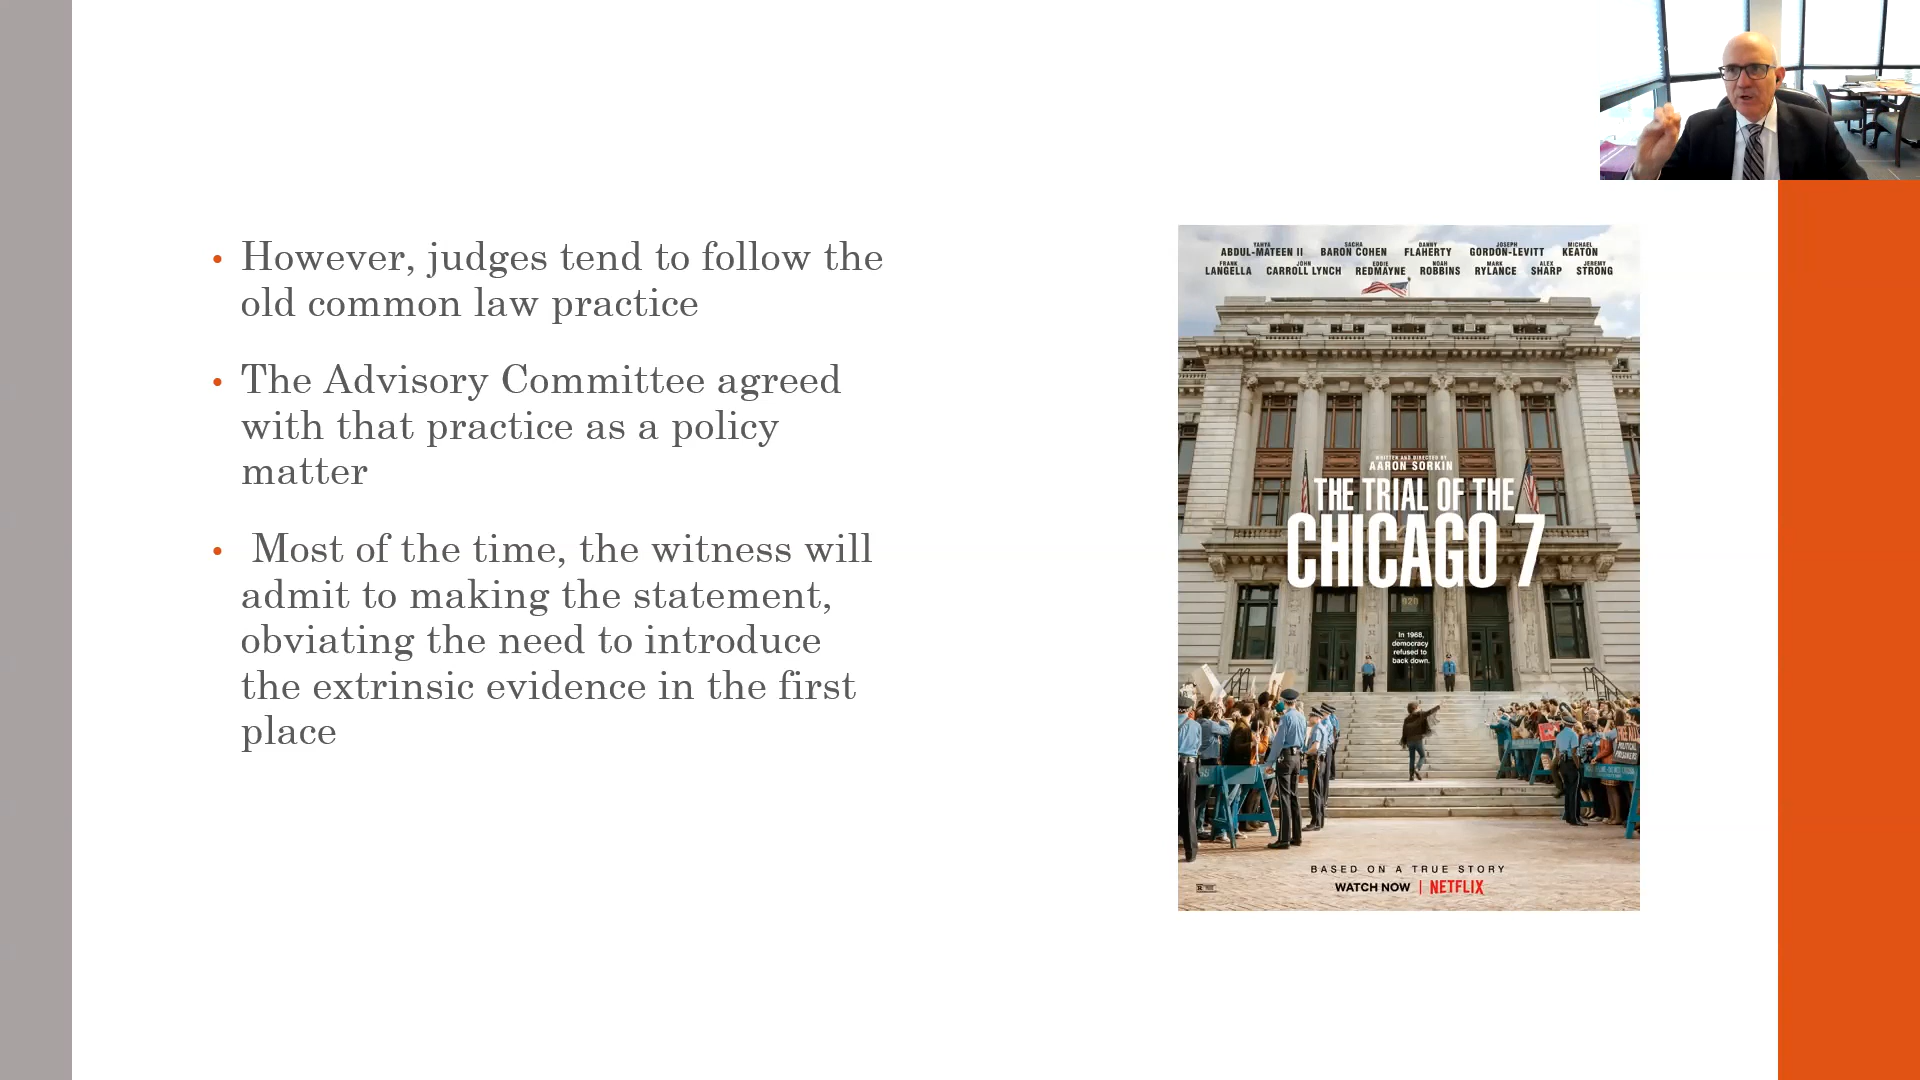 • However, judges tend to follow the
old common law practice
• The Advisory Committee agreed
with that practice as a policy
matter
• Most of the time, the witness will
admit to making the statement,
obviating the need to introduce
the extrinsic evidence in the first
place
YAHYA ABDUL-MATEEN II SACHA BARON COHEN DANNY FLAHERTY JOSEPH GORDON-LEVITT MICHAEL KEATON
FRANK LANGELLA JOHN CARROLL LYNCH EDDIE REDMAYNE NOAH ROBBINS MARK RYLANCE ALEX SHARP JEREMY STRONG
WRITTEN AND DIRECTED BY
AARON SORKIN
THE TRIAL OF THE
CHICAGO 7
In 1968,
democracy
refused to
back down.
BASED ON A TRUE STORY
WATCH NOW | NETFLIX